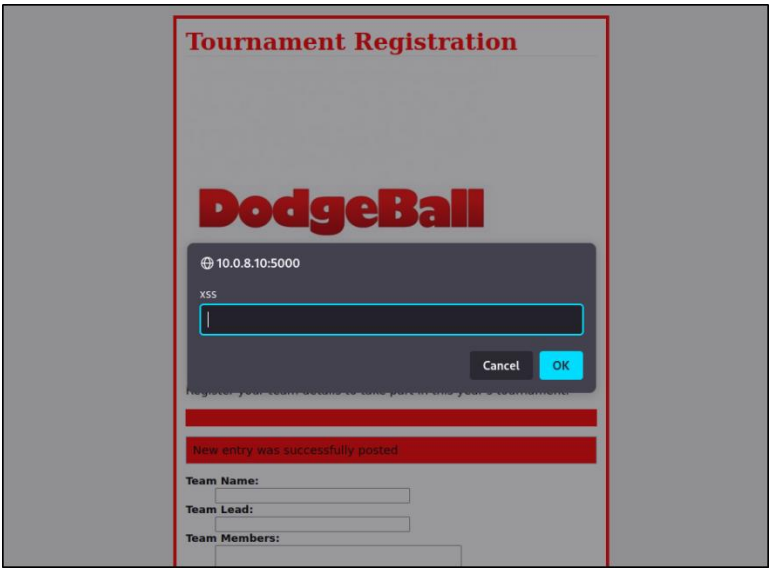 Tournament Registration
DodgeBall
10.0.8.10:5000
xss
Cancel
OK
Register your team details to take part in this year's tournament.
New entry was successfully posted
Team Name:
Team Lead:
Team Members: